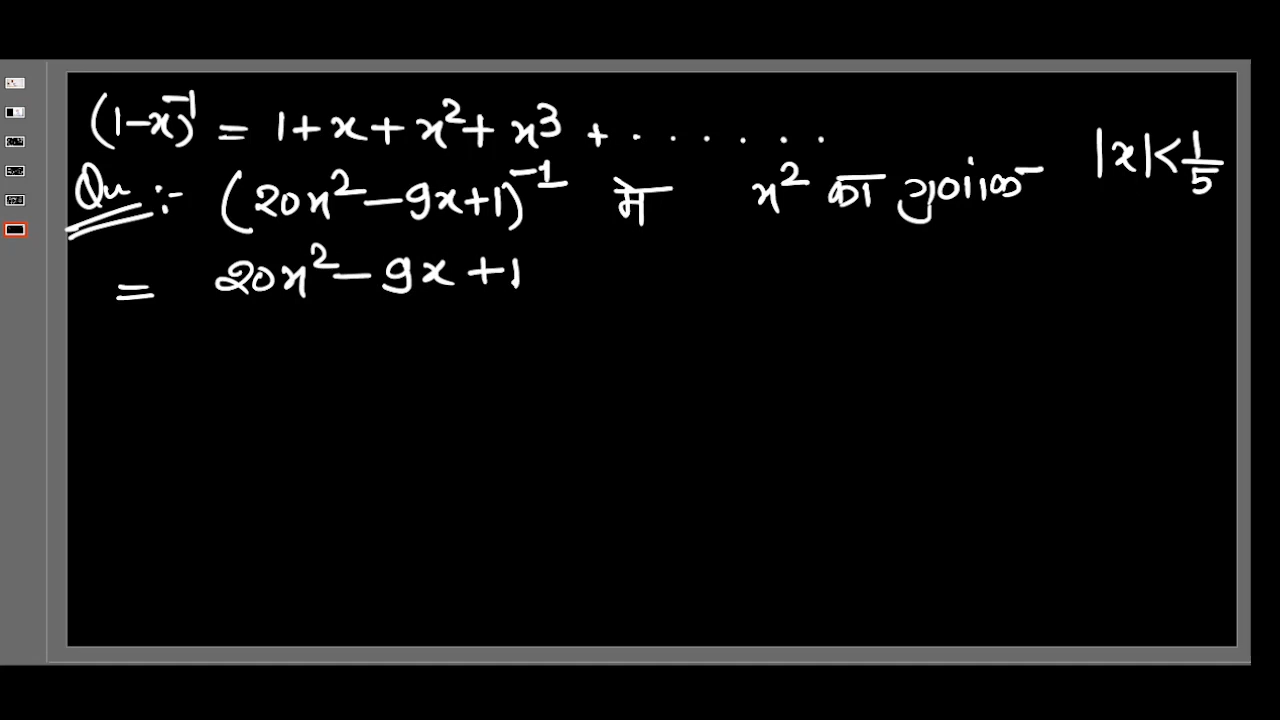 (1-x)⁻¹ = 1+x+x²+x³+.......
Qu:- (20x²-9x+1)⁻¹ में x² का गुणांक |x|<1/5
= 20x²-9x+1